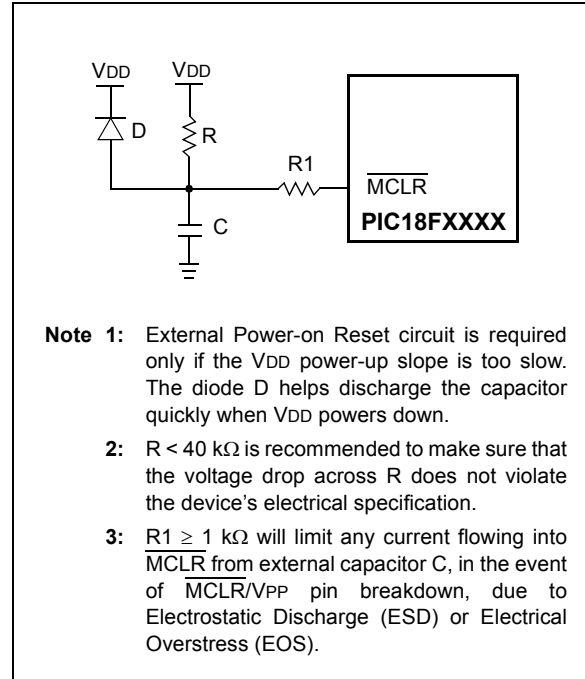 VDD VDD
D
R
R1
MCLR
C
PIC18FXXXX
Note 1: External Power-on Reset circuit is required
only if the VDD power-up slope is too slow.
The diode D helps discharge the capacitor
quickly when VDD powers down.
2: R < 40 kΩ is recommended to make sure that
the voltage drop across R does not violate
the device's electrical specification.
3: R1 ≥ 1 kΩ will limit any current flowing into
MCLR from external capacitor C, in the event
of MCLR/VPP pin breakdown, due to
Electrostatic Discharge (ESD) or Electrical
Overstress (EOS).